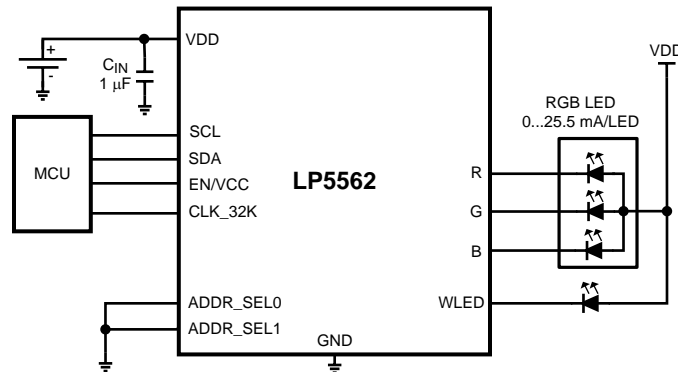 VDD
+
-
CIN
1 μF
MCU
SCL
SDA
EN/VCC
CLK_32K
ADDR_SEL0
ADDR_SEL1
LP5562
GND
R
G
B
WLED
RGB LED
0...25.5 mA/LED
VDD